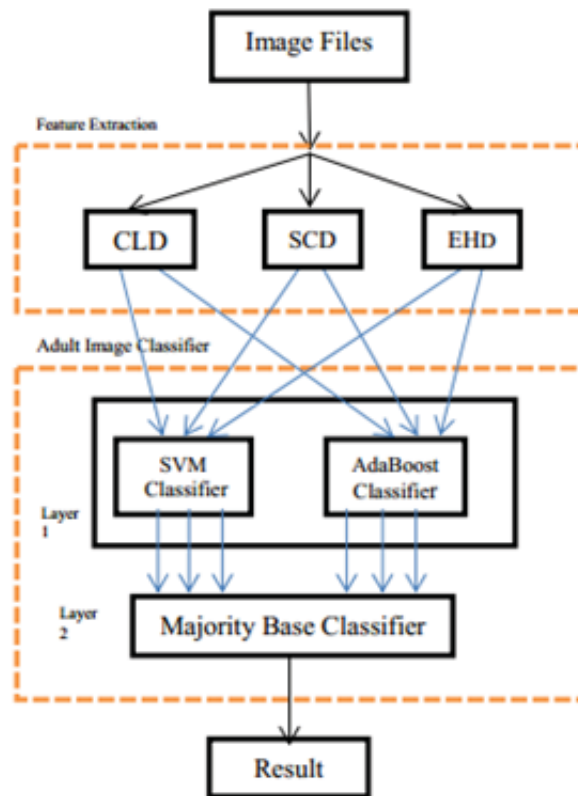 Image Files
Feature Extraction
CLD
SCD
EHD
Adult Image Classifier
SVM
Classifier
AdaBoost
Classifier
Layer
1
Layer
2
Majority Base Classifier
Result